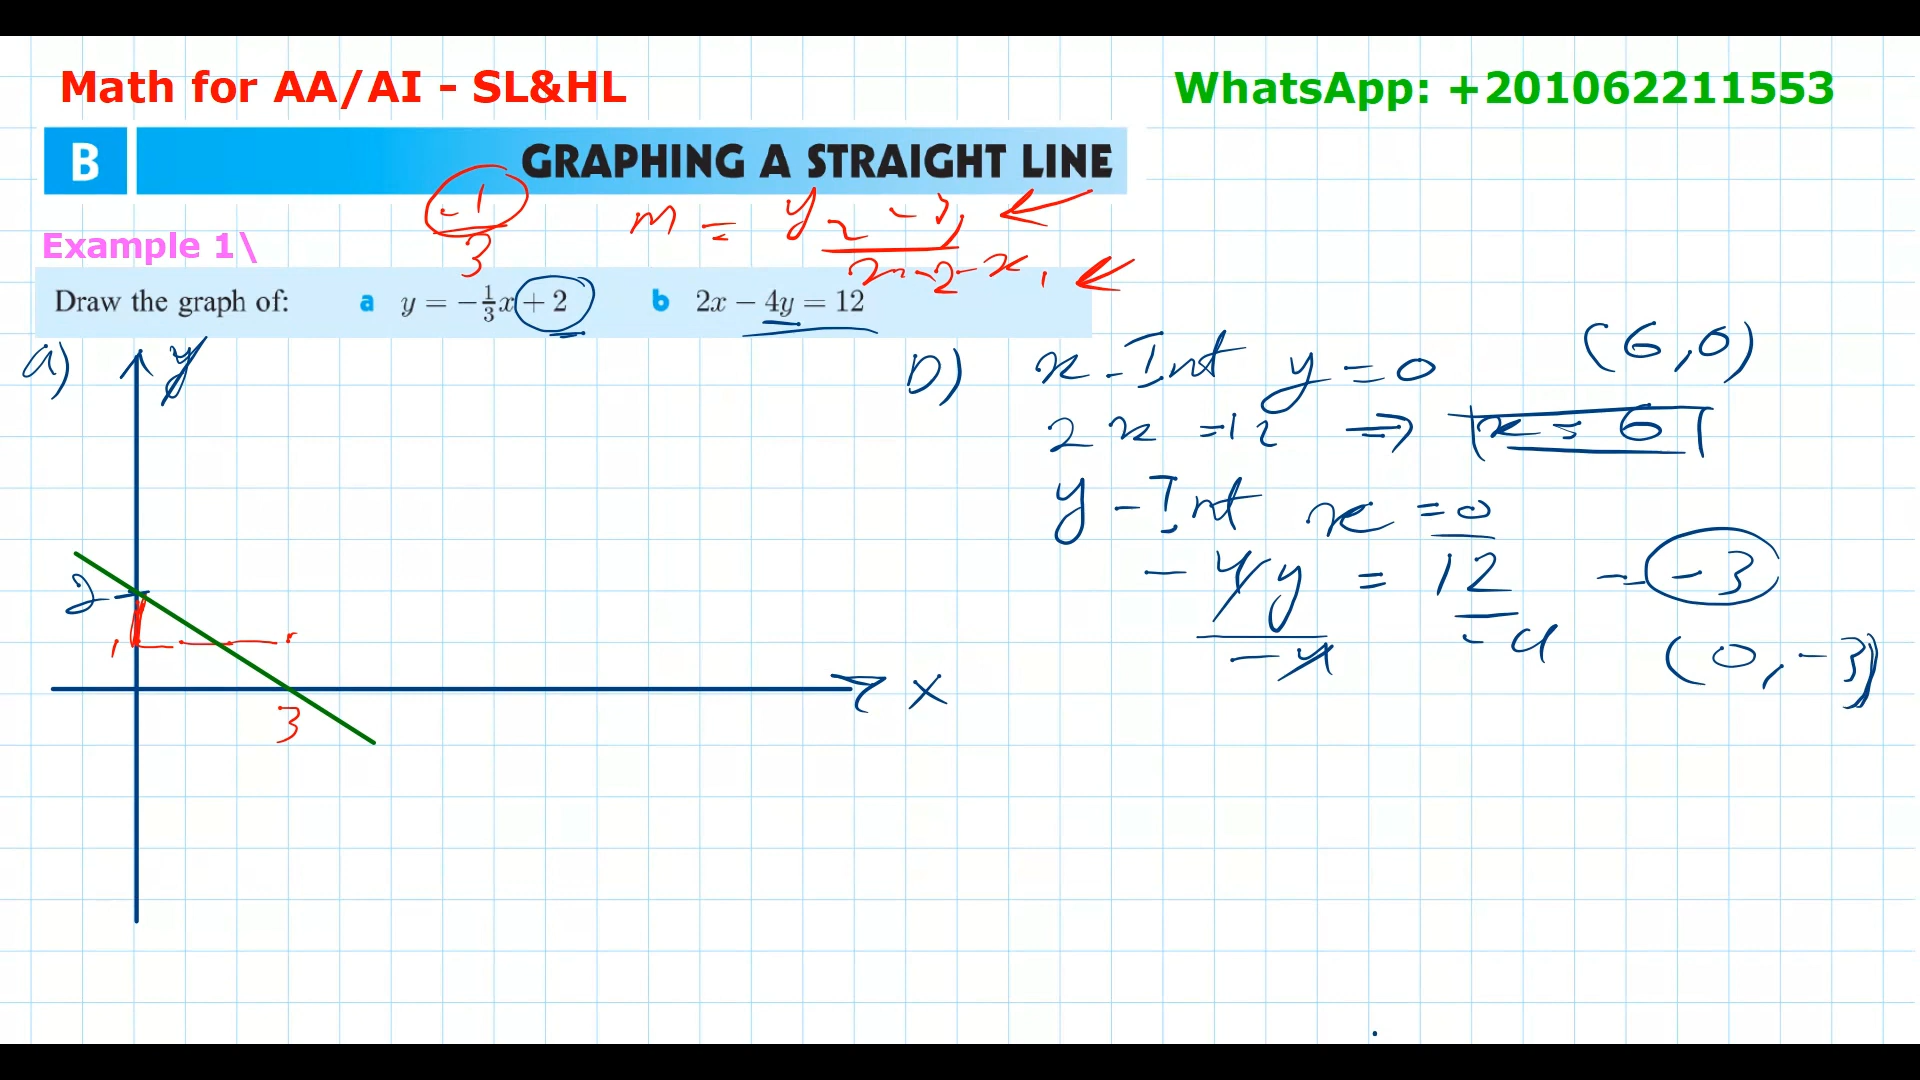 Math for AA/AI - SL&HL
WhatsApp: +201062211553
B GRAPHING A STRAIGHT LINE
-1/3
m = y2 - y1 / x2 - x1
Example 1\
Draw the graph of: a y = -1/3x + 2 b 2x - 4y = 12
a) y
2
1
3
x
b) x - Int y = 0 (6,0)
2x = 12 ⇒ x = 6
y - Int x = 0
-4y / -4 = 12 / -4 = -3
(0,-3)